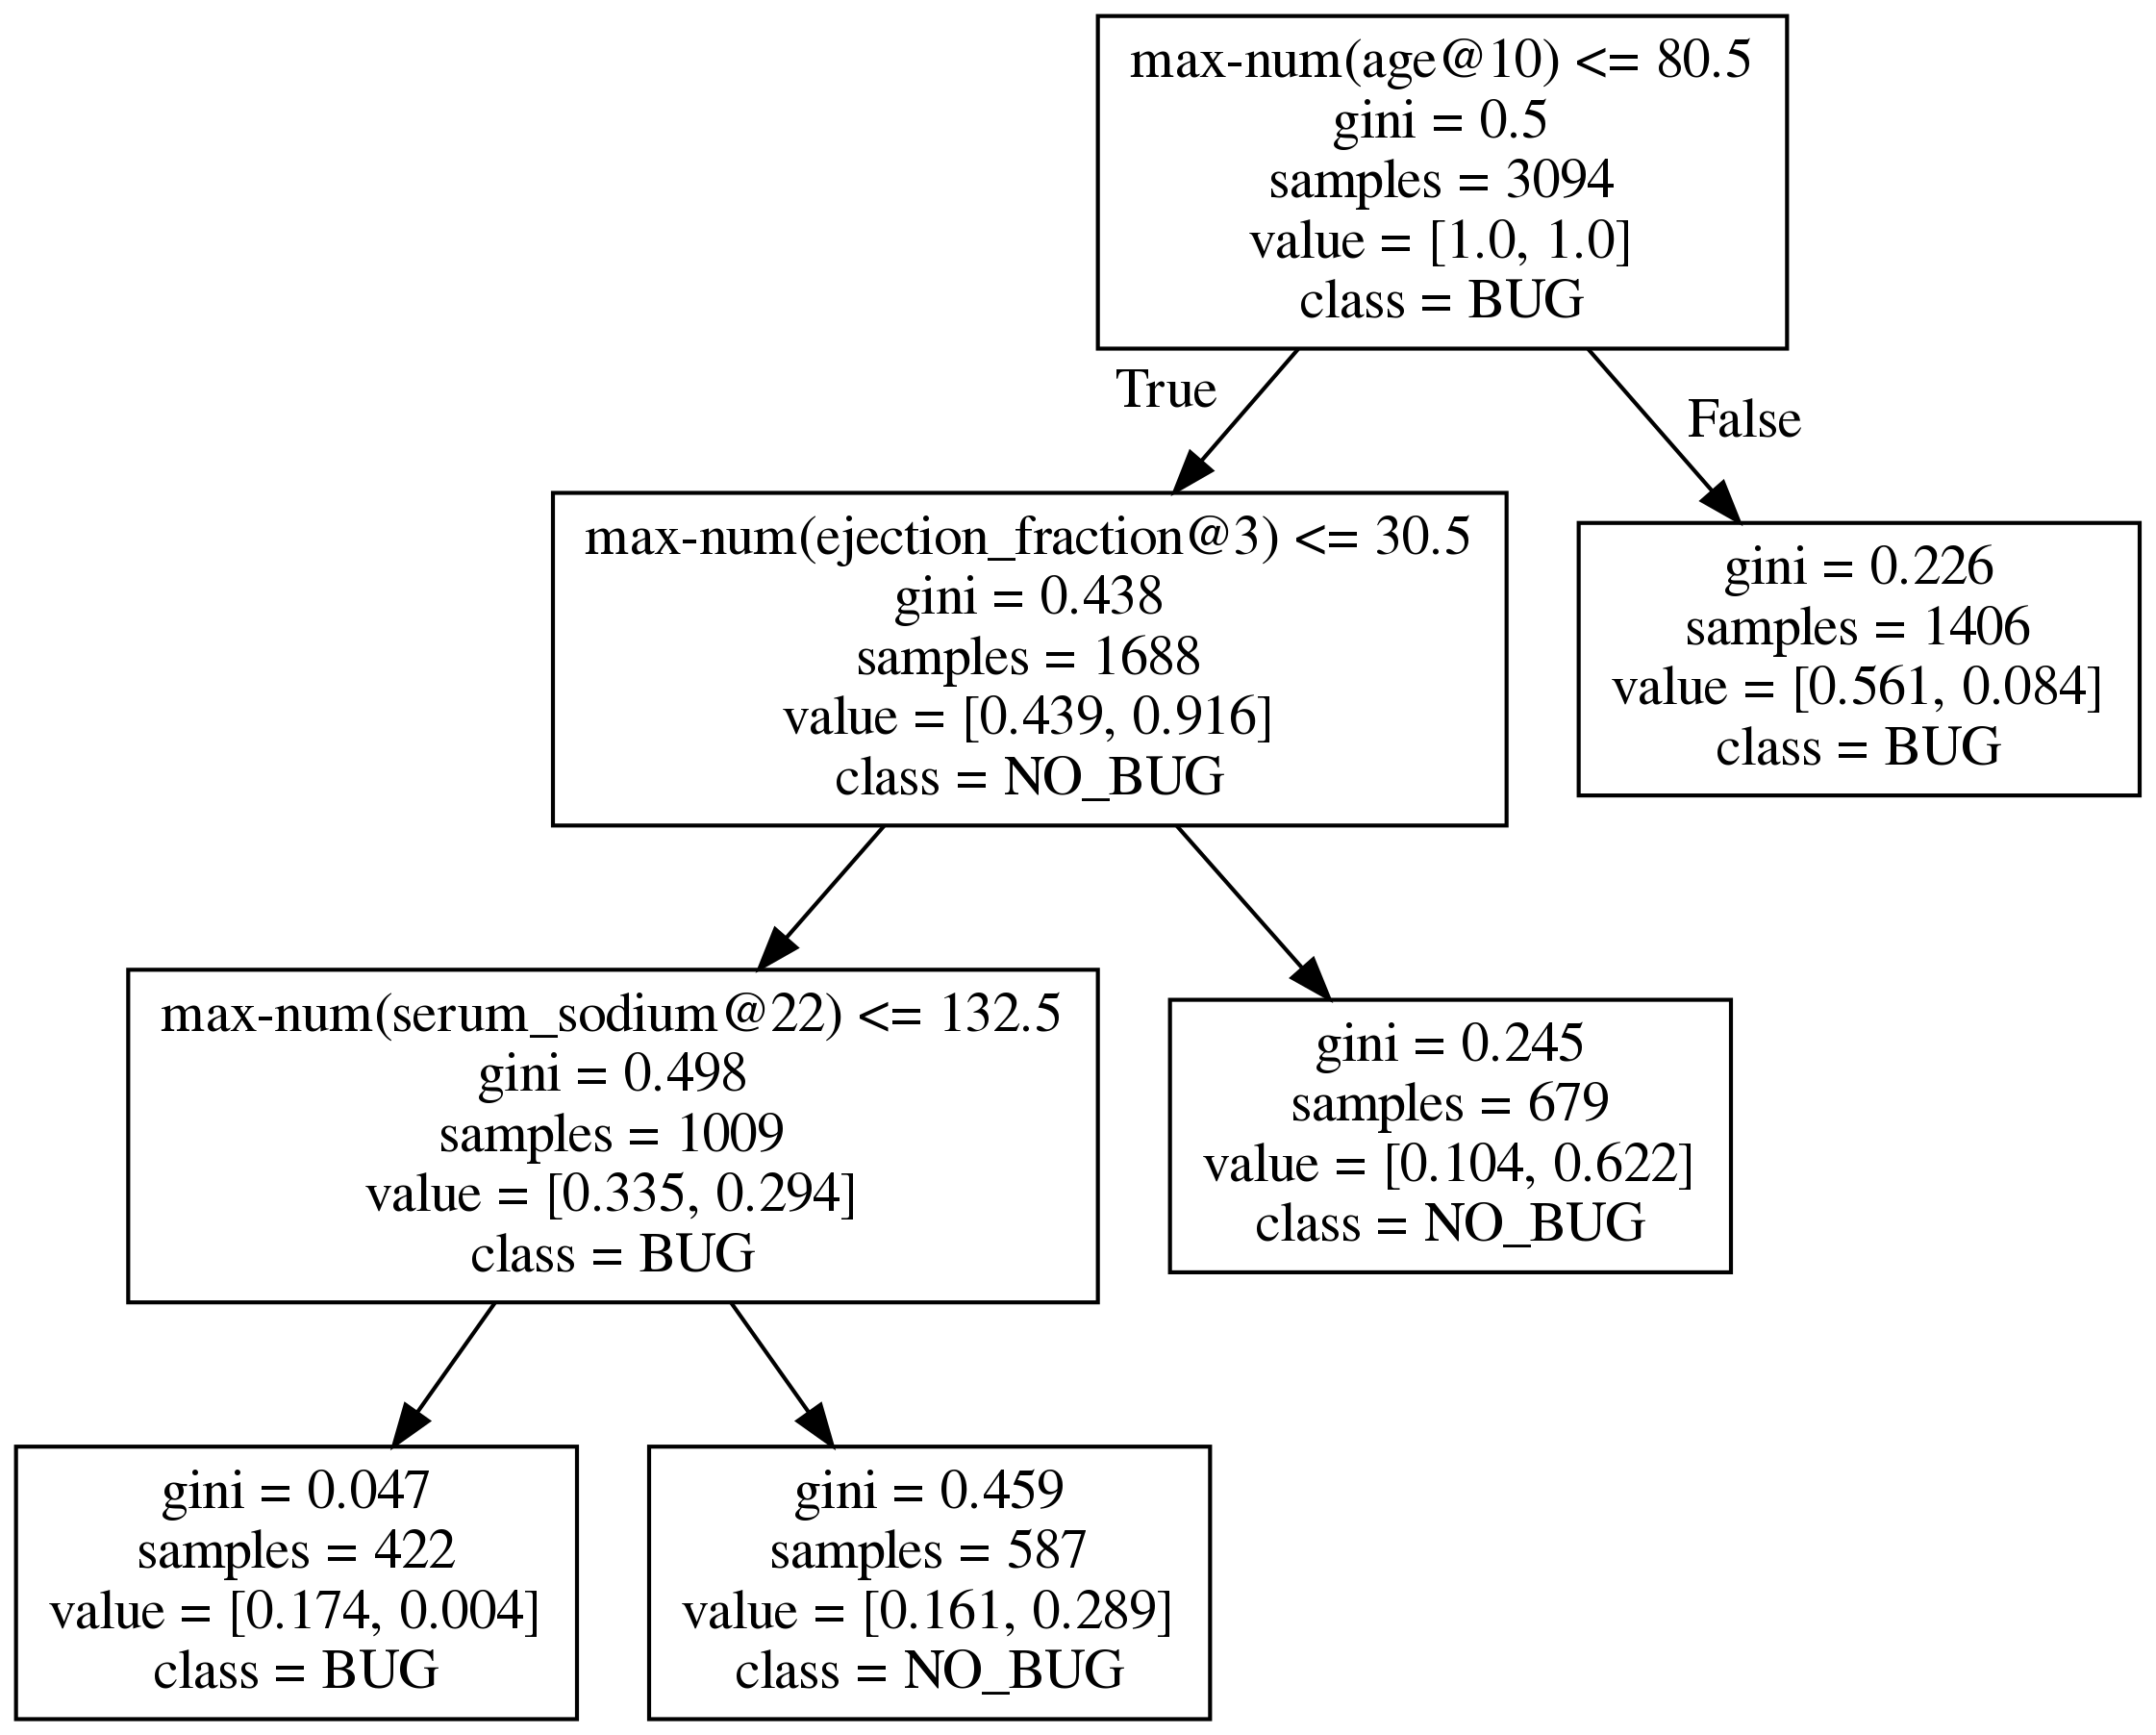 max-num(age@10) <= 80.5
gini = 0.5
samples = 3094
value = [1.0, 1.0]
class = BUG
True
False
max-num(ejection_fraction@3) <= 30.5
gini = 0.438
samples = 1688
value = [0.439, 0.916]
class = NO_BUG
gini = 0.226
samples = 1406
value = [0.561, 0.084]
class = BUG
max-num(serum_sodium@22) <= 132.5
gini = 0.498
samples = 1009
value = [0.335, 0.294]
class = BUG
gini = 0.245
samples = 679
value = [0.104, 0.622]
class = NO_BUG
gini = 0.047
samples = 422
value = [0.174, 0.004]
class = BUG
gini = 0.459
samples = 587
value = [0.161, 0.289]
class = NO_BUG